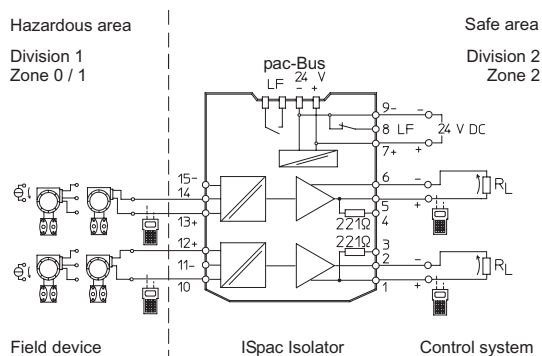 Hazardous area
Safe area
Division 1
Zone 0 / 1
Division 2
Zone 2
pac-Bus
LF 24 V
- +
9-
8 LF
7+
- +
24 V DC
15-
14
13+
6
5
4
221Ω
- +
RL
12+
11-
10
221Ω
3
2
1
- +
RL
Field device
ISpac Isolator
Control system